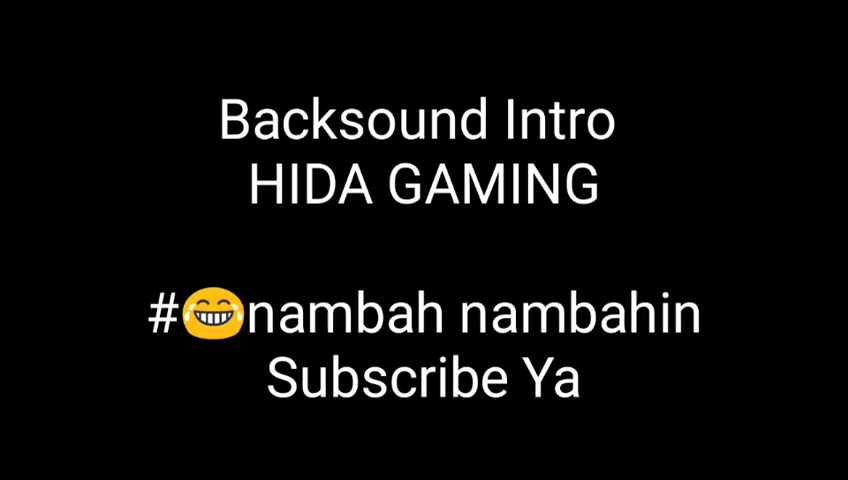 Backsound Intro
HIDA GAMING
#😂nambah nambahin
Subscribe Ya